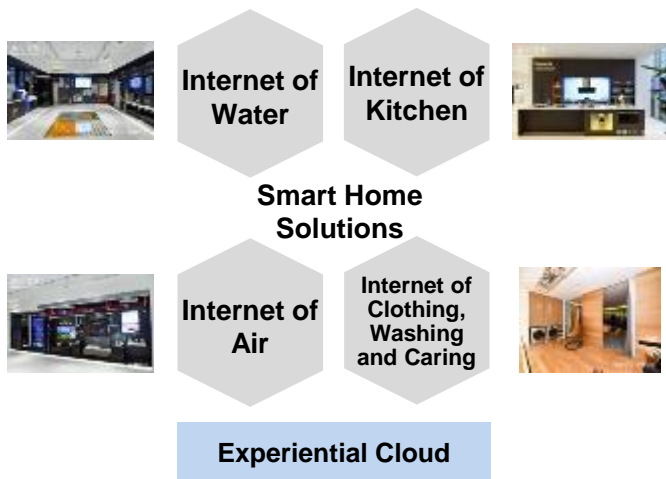 Internet of
Water
Internet of
Kitchen
Smart Home
Solutions
Internet of
Air
Internet of
Clothing,
Washing
and Caring
Experiential Cloud